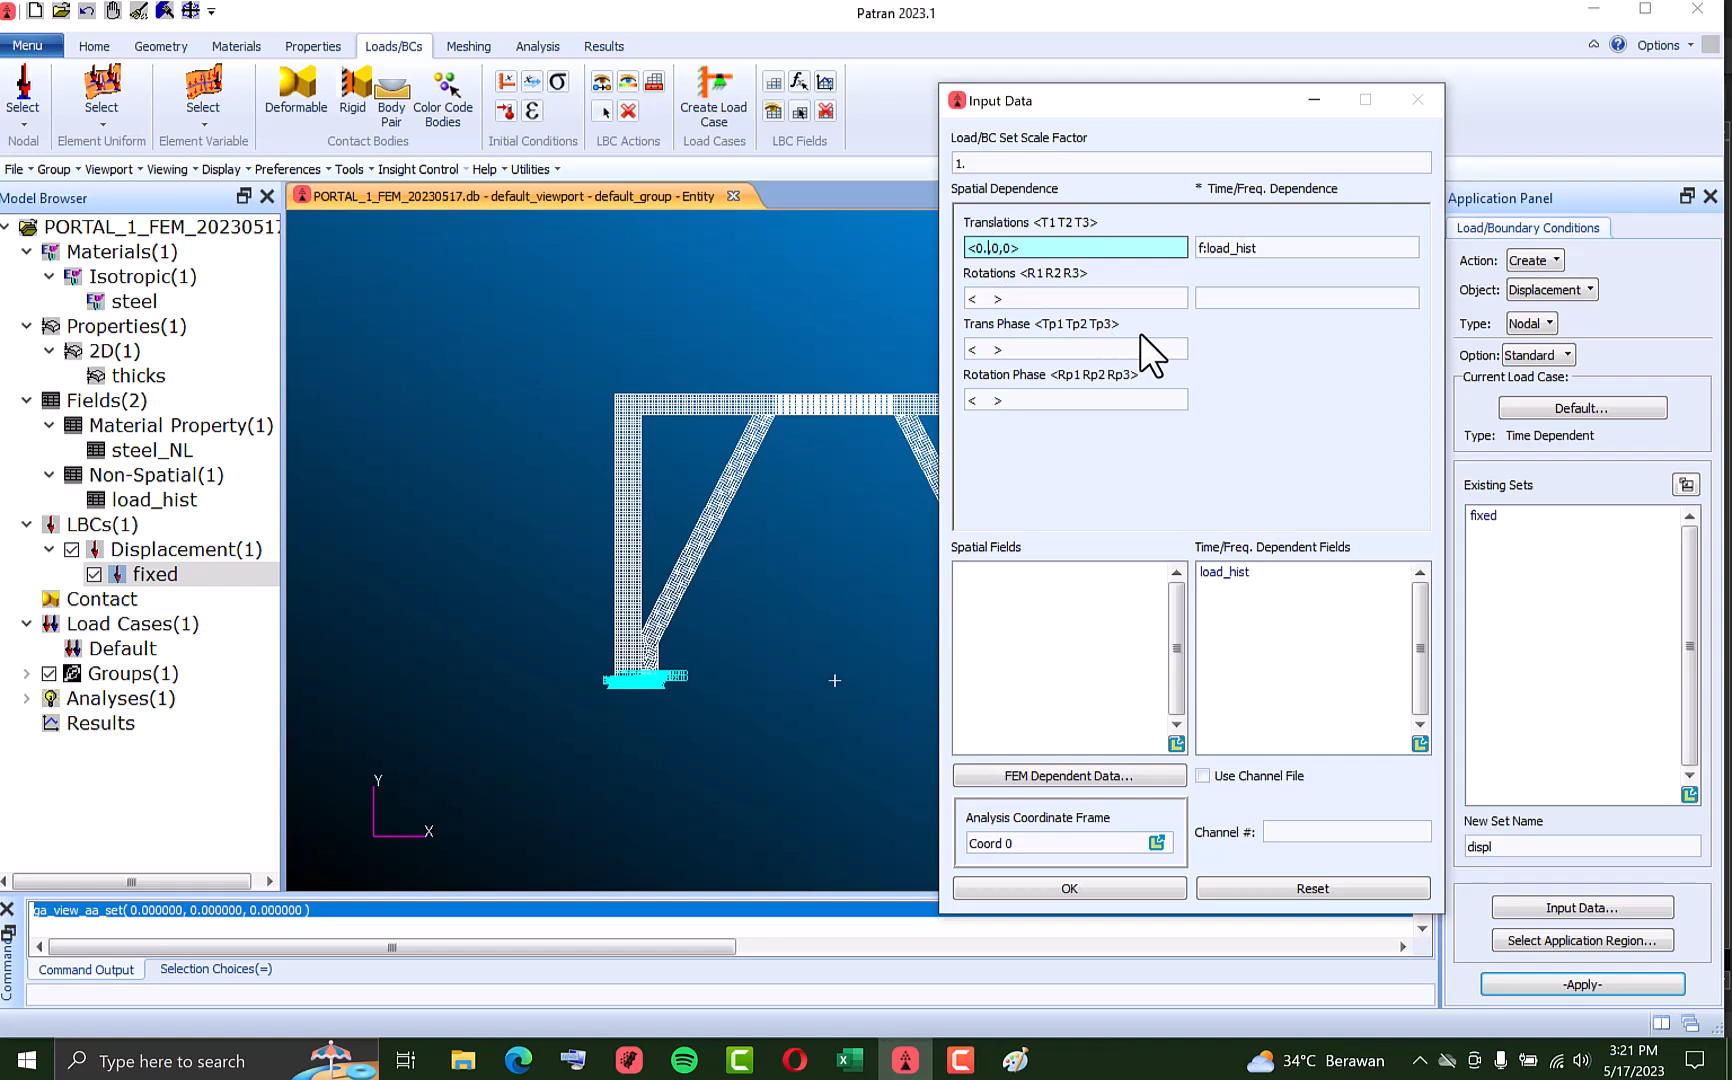 Patran 2023.1
Menu
Home
Geometry
Materials
Properties
Loads/BCs
Meshing
Analysis
Results
Options
Select
Select
Select
Deformable
Rigid
Body Pair
Color Code Bodies
Create Load Case
Nodal
Element Uniform
Element Variable
Contact Bodies
Initial Conditions
LBC Actions
Load Cases
LBC Fields
File
Group
Viewport
Viewing
Display
Preferences
Tools
Insight Control
Help
Utilities
Model Browser
PORTAL_1_FEM_20230517.db - default_viewport - default_group - Entity
PORTAL_1_FEM_20230517
Materials(1)
Isotropic(1)
steel
Properties(1)
2D(1)
thicks
Fields(2)
Material Property(1)
steel_NL
Non-Spatial(1)
load_hist
LBCs(1)
Displacement(1)
fixed
Contact
Load Cases(1)
Default
Groups(1)
Analyses(1)
Results
Y
X
Input Data
Load/BC Set Scale Factor
1.
Spatial Dependence
* Time/Freq. Dependence
Translations <T1 T2 T3>
<0.,0,0>
f:load_hist
Rotations <R1 R2 R3>
< >
Trans Phase <Tp1 Tp2 Tp3>
< >
Rotation Phase <Rp1 Rp2 Rp3>
< >
Spatial Fields
Time/Freq. Dependent Fields
load_hist
FEM Dependent Data...
Use Channel File
Analysis Coordinate Frame
Coord 0
Channel #:
OK
Reset
Application Panel
Load/Boundary Conditions
Action:
Create
Object:
Displacement
Type:
Nodal
Option:
Standard
Current Load Case:
Default...
Type:
Time Dependent
Existing Sets
fixed
New Set Name
displ
Input Data...
Select Application Region...
-Apply-
ga_view_aa_set( 0.000000, 0.000000, 0.000000 )
Command
Command Output
Selection Choices(=)
Type here to search
34°C Berawan
3:21 PM
5/17/2023